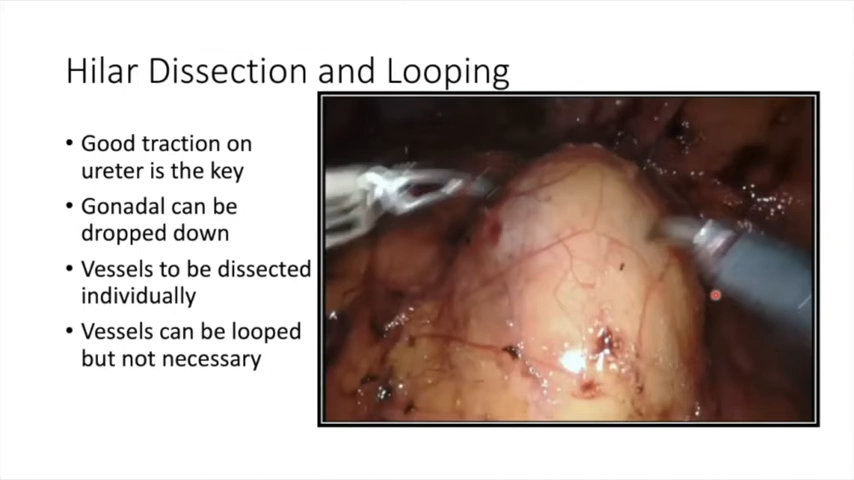 Hilar Dissection and Looping
• Good traction on
ureter is the key
• Gonadal can be
dropped down
• Vessels to be dissected
individually
• Vessels can be looped
but not necessary